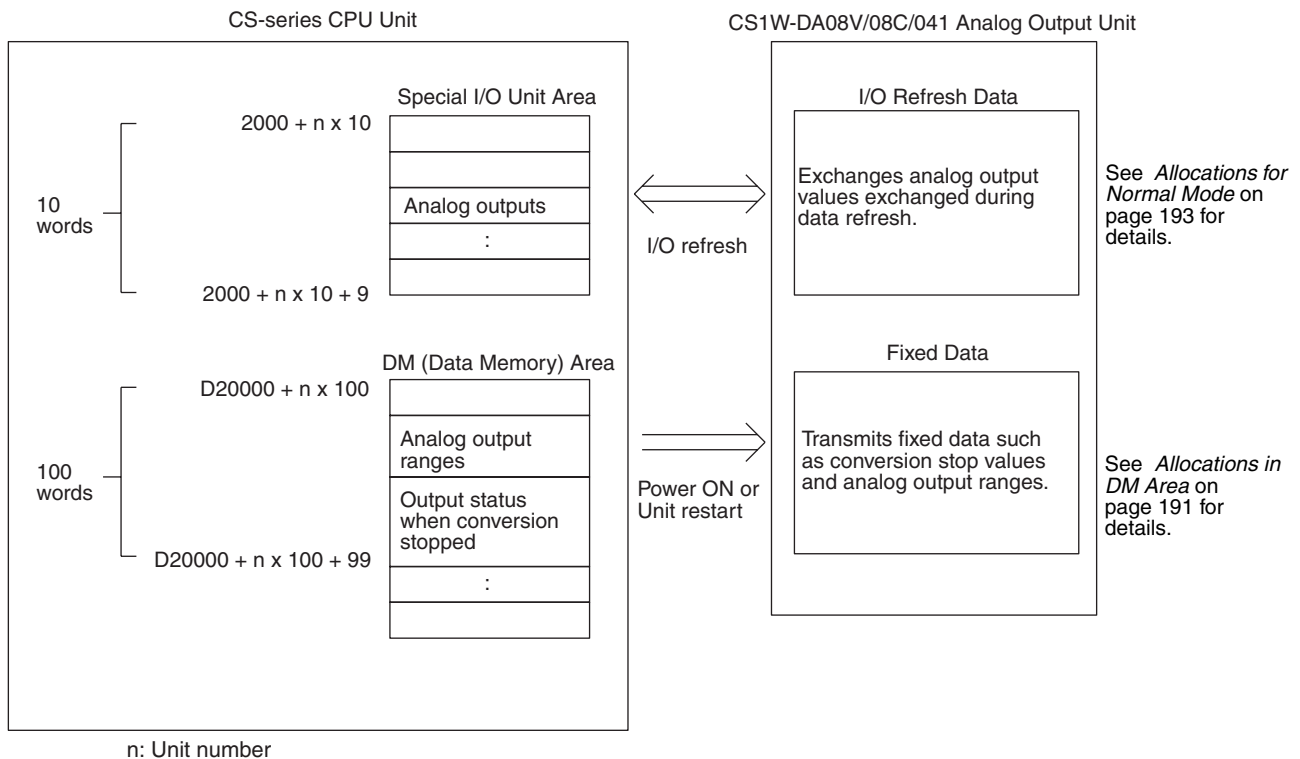 CS-series CPU Unit
CS1W-DA08V/08C/041 Analog Output Unit
Special I/O Unit Area
2000 + n x 10
10
words
Analog outputs
:
2000 + n x 10 + 9
I/O refresh
I/O Refresh Data
Exchanges analog output
values exchanged during
data refresh.
See Allocations for
Normal Mode on
page 193 for
details.
DM (Data Memory) Area
D20000 + n x 100
100
words
Analog output
ranges
Output status
when conversion
stopped
D20000 + n x 100 + 99
:
Power ON or
Unit restart
Fixed Data
Transmits fixed data such
as conversion stop values
and analog output ranges.
See Allocations in
DM Area on
page 191 for
details.
n: Unit number